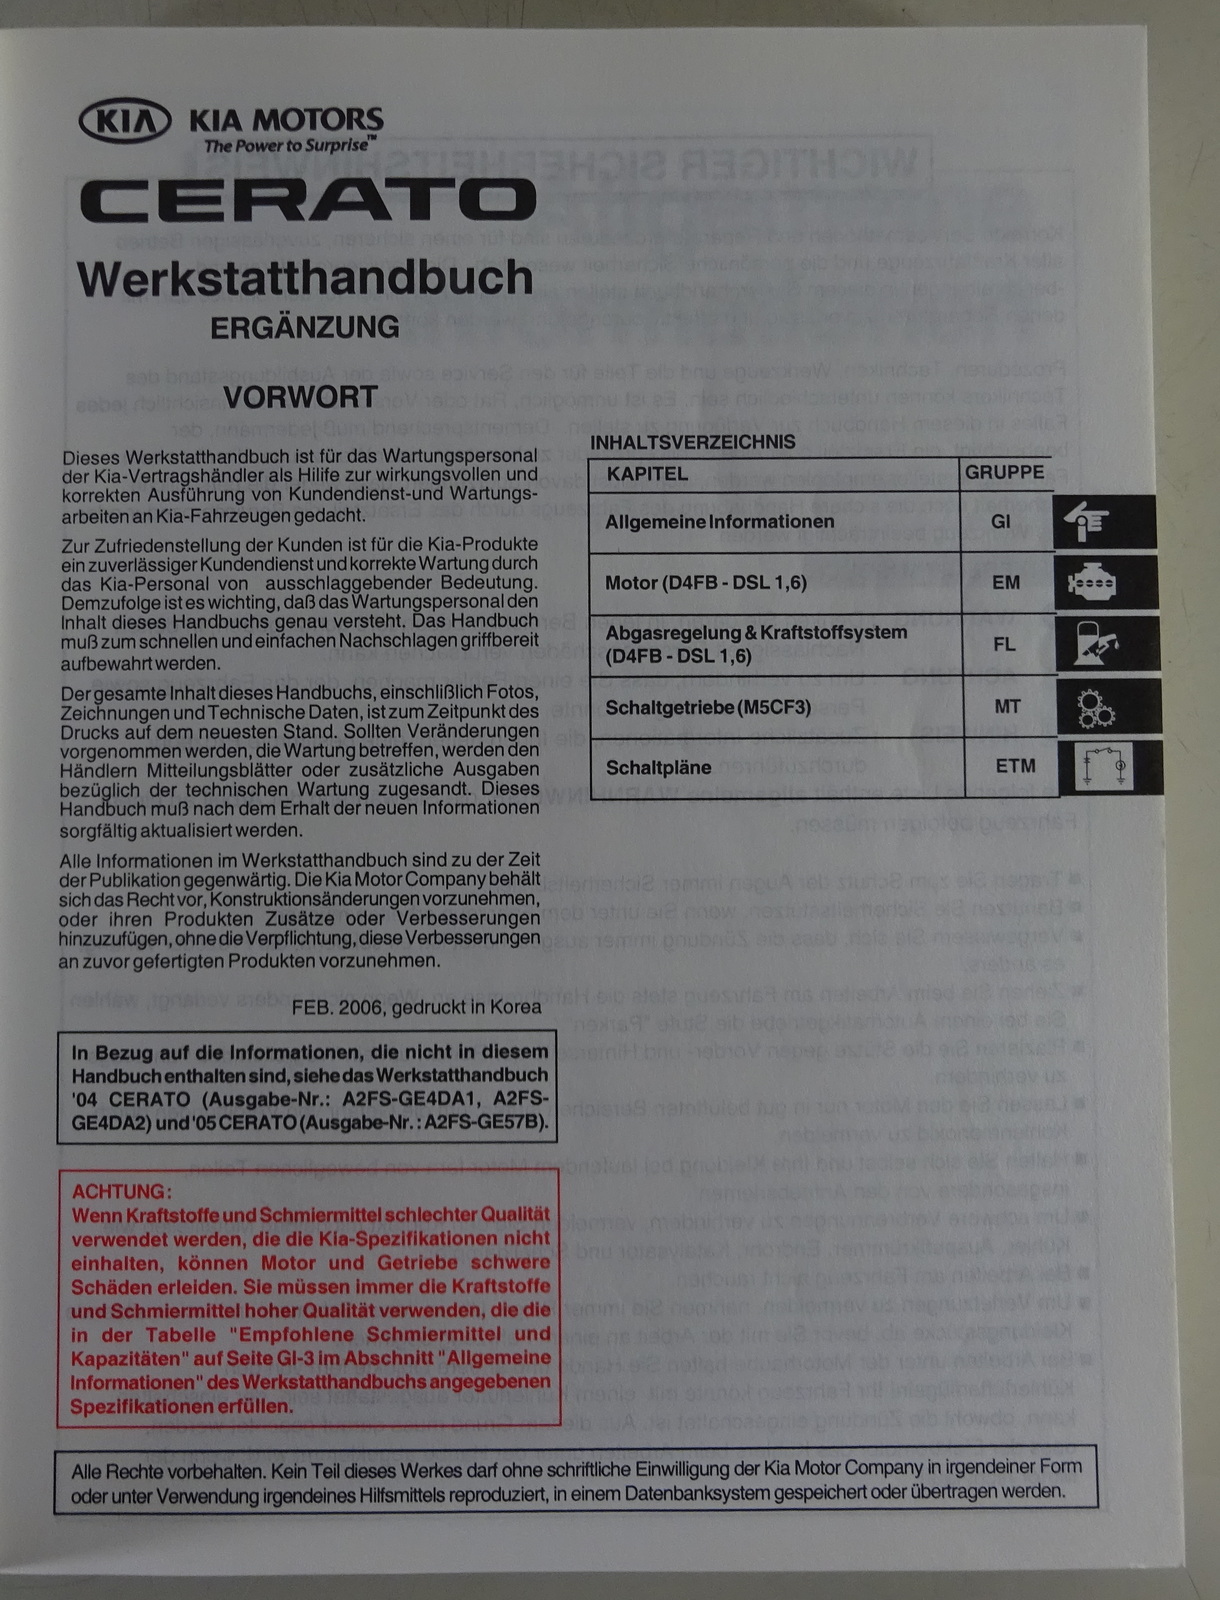 KIA KIA MOTORS
The Power to Surprise™
CERATO
Werkstatthandbuch
ERGÄNZUNG
VORWORT
Dieses Werkstatthandbuch ist für das Wartungspersonal
der Kia-Vertragshändler als Hilife zur wirkungsvollen und
korrekten Ausführung von Kundendienst-und Wartungs-
arbeiten an Kia-Fahrzeugen gedacht.
Zur Zufriedenstellung der Kunden ist für die Kia-Produkte
ein zuverlässiger Kundendienst und korrekte Wartung durch
das Kia-Personal von ausschlaggebender Bedeutung.
Demzufolge ist es wichting, daß das Wartungspersonal den
Inhalt dieses Handbuchs genau versteht. Das Handbuch
muß zum schnellen und einfachen Nachschlagen griffbereit
aufbewahrt werden.
Der gesamte Inhalt dieses Handbuchs, einschlißlich Fotos,
Zeichnungen und Technische Daten, ist zum Zeitpunkt des
Drucks auf dem neuesten Stand. Sollten Veränderungen
vorgenommen werden, die Wartung betreffen, werden den
Händlern Mitteilungsblätter oder zusätzliche Ausgaben
bezüglich der technischen Wartung zugesandt. Dieses
Handbuch muß nach dem Erhalt der neuen Informationen
sorgfältig aktualisiert werden.
Alle Informationen im Werkstatthandbuch sind zu der Zeit
der Publikation gegenwärtig. Die Kia Motor Company behält
sich das Recht vor, Konstruktionsänderungen vorzunehmen,
oder ihren Produkten Zusätze oder Verbesserungen
hinzuzufügen, ohne die Verpflichtung, diese Verbesserungen
an zuvor gefertigten Produkten vorzunehmen.
FEB. 2006, gedruckt in Korea
In Bezug auf die Informationen, die nicht in diesem
Handbuch enthalten sind, siehe das Werkstatthandbuch
'04 CERATO (Ausgabe-Nr.: A2FS-GE4DA1, A2FS-
GE4DA2) und '05 CERATO (Ausgabe-Nr. : A2FS-GE57B).
ACHTUNG:
Wenn Kraftstoffe und Schmiermittel schlechter Qualität
verwendet werden, die die Kia-Spezifikationen nicht
einhalten, können Motor und Getriebe schwere
Schäden erleiden. Sie müssen immer die Kraftstoffe
und Schmiermittel hoher Qualität verwenden, die die
in der Tabelle "Empfohlene Schmiermittel und
Kapazitäten" auf Seite GI-3 im Abschnitt "Allgemeine
Informationen" des Werkstatthandbuchs angegebenen
Spezifikationen erfüllen.
INHALTSVERZEICHNIS
KAPITEL GRUPPE
Allgemeine Informationen GI
Motor (D4FB - DSL 1,6) EM
Abgasregelung & Kraftstoffsystem
(D4FB - DSL 1,6) FL
Schaltgetriebe (M5CF3) MT
Schaltpläne ETM
Alle Rechte vorbehalten. Kein Teil dieses Werkes darf ohne schriftliche Einwilligung der Kia Motor Company in irgendeiner Form
oder unter Verwendung irgendeines Hilfsmittels reproduziert, in einem Datenbanksystem gespeichert oder übertragen werden.